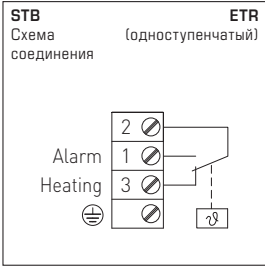 STB
ETR
Схема
(одноступенчатый)
соединения
2
Alarm 1
Heating 3
ϑ